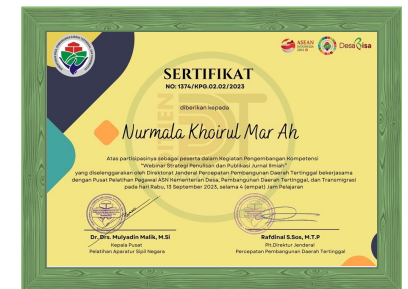 ASEAN
DesaBisa
SERTIFIKAT
NO: 1374/KPG.02.02/2023
diberikan kepada
Nurmala Khoirul Mar Ah
Atas partisipasinya sebagai peserta dalam Kegiatan Pengembangan Kompetensi
"Webinar Strategi Penulisan dan Publikasi Jurnal Ilmiah"
yang diselenggarakan oleh Direktorat Jenderal Percepatan Pembangunan Daerah Tertinggal bekerjasama
dengan Pusat Pelatihan Pegawai ASN Kementerian Desa, Pembangunan Daerah Tertinggal, dan Transmigrasi
pada hari Rabu, 13 September 2023, selama 4 (empat) Jam Pelajaran
Dr. Drs. Mulyadin Malik, M.Si
Kepala Pusat
Pelatihan Aparatur Sipil Negara
Rafdinal S.Sos, M.T.P
Plt.Direktur Jenderal
Percepatan Pembangunan Daerah Tertinggal